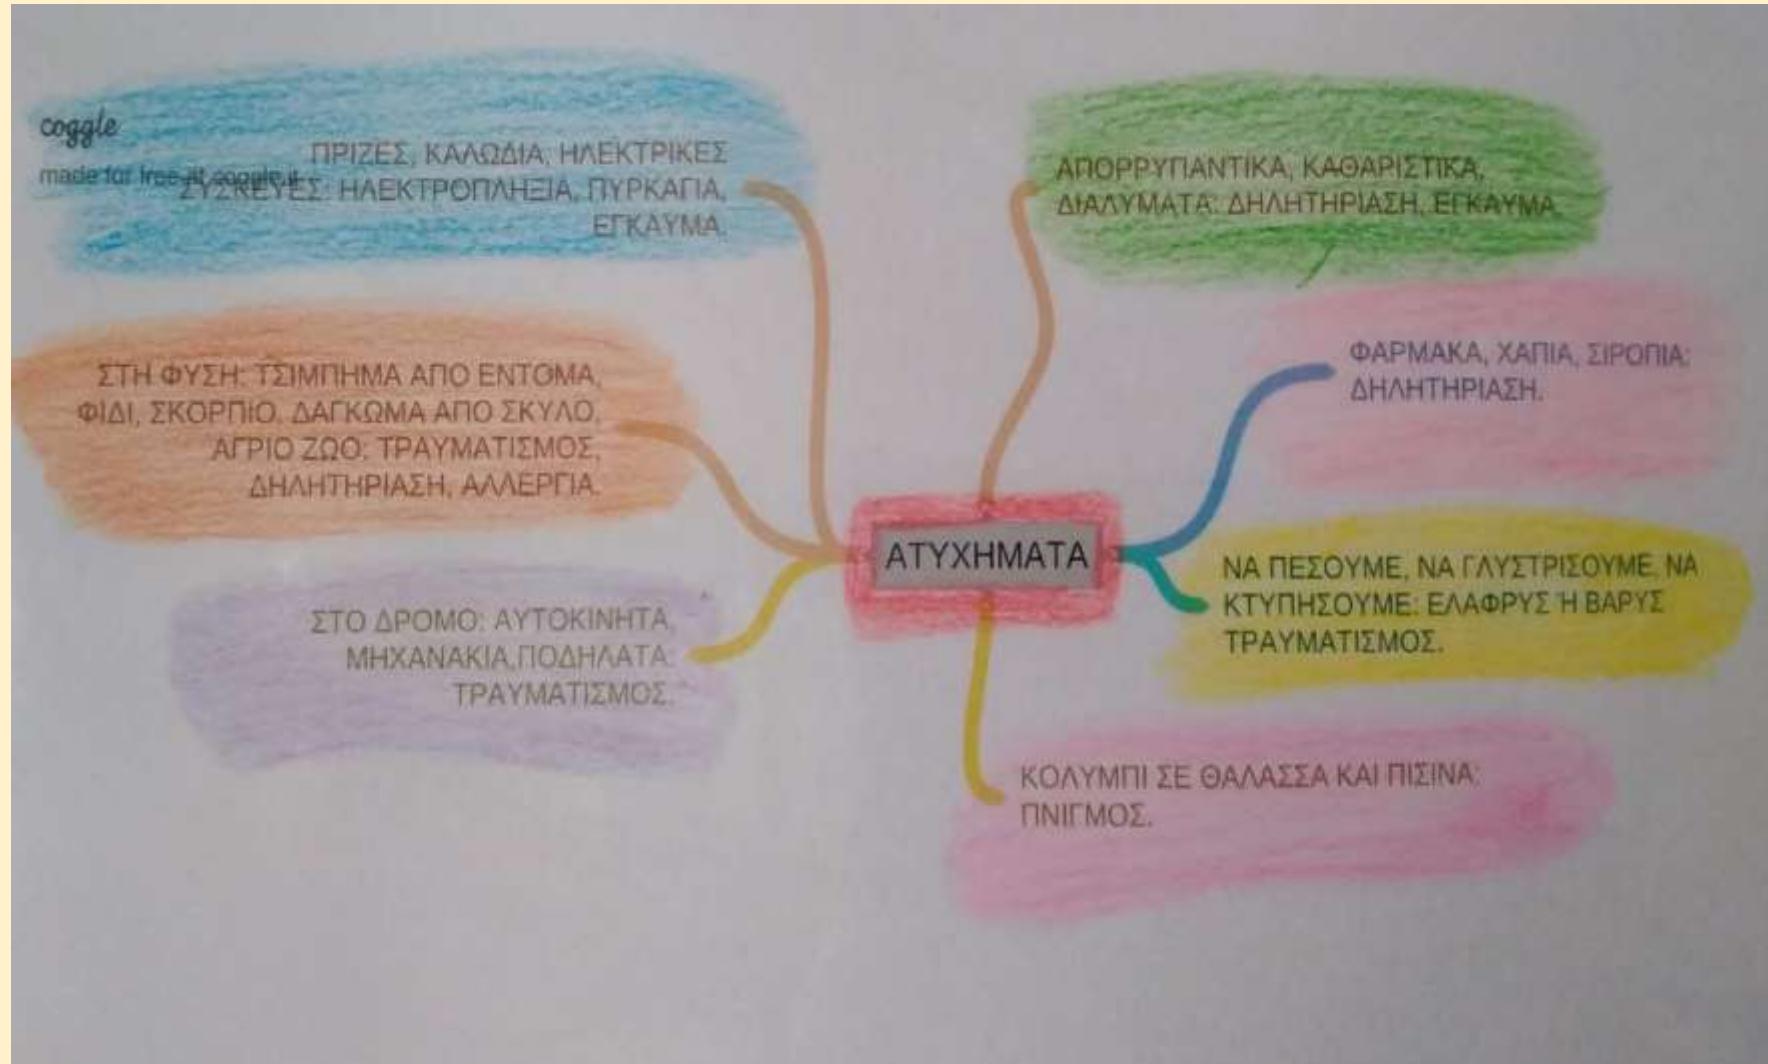 coggle
made for free at coggle.it
ΠΡΙΖΕΣ, ΚΑΛΩΔΙΑ, ΗΛΕΚΤΡΙΚΕΣ
ΣΥΣΚΕΥΕΣ: ΗΛΕΚΤΡΟΠΛΗΞΙΑ, ΠΥΡΚΑΓΙΑ,
ΕΓΚΑΥΜΑ.
ΑΠΟΡΡΥΠΑΝΤΙΚΑ, ΚΑΘΑΡΙΣΤΙΚΑ,
ΔΙΑΛΥΜΑΤΑ: ΔΗΛΗΤΗΡΙΑΣΗ, ΕΓΚΑΥΜΑ
ΣΤΗ ΦΥΣΗ: ΤΣΙΜΠΗΜΑ ΑΠΟ ΕΝΤΟΜΑ,
ΦΙΔΙ, ΣΚΟΡΠΙΟ. ΔΑΓΚΩΜΑ ΑΠΟ ΣΚΥΛΟ,
ΑΓΡΙΟ ΖΩΟ: ΤΡΑΥΜΑΤΙΣΜΟΣ,
ΔΗΛΗΤΗΡΙΑΣΗ, ΑΛΛΕΡΓΙΑ.
ΦΑΡΜΑΚΑ, ΧΑΠΙΑ, ΣΙΡΟΠΙΑ:
ΔΗΛΗΤΗΡΙΑΣΗ.
ΑΤΥΧΗΜΑΤΑ
ΝΑ ΠΕΣΟΥΜΕ, ΝΑ ΓΛΥΣΤΡΙΣΟΥΜΕ, ΝΑ
ΚΤΥΠΗΣΟΥΜΕ: ΕΛΑΦΡΥΣ Ή ΒΑΡΥΣ
ΤΡΑΥΜΑΤΙΣΜΟΣ.
ΣΤΟ ΔΡΟΜΟ: ΑΥΤΟΚΙΝΗΤΑ,
ΜΗΧΑΝΑΚΙΑ,ΠΟΔΗΛΑΤΑ:
ΤΡΑΥΜΑΤΙΣΜΟΣ.
ΚΟΛΥΜΠΙ ΣΕ ΘΑΛΑΣΣΑ ΚΑΙ ΠΙΣΙΝΑ:
ΠΝΙΓΜΟΣ.